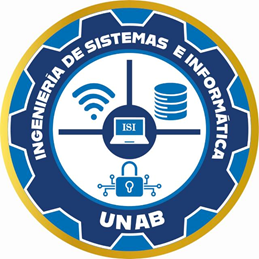 INGENIERÍA DE SISTEMAS E INFORMÁTICA
ISI
UNAB